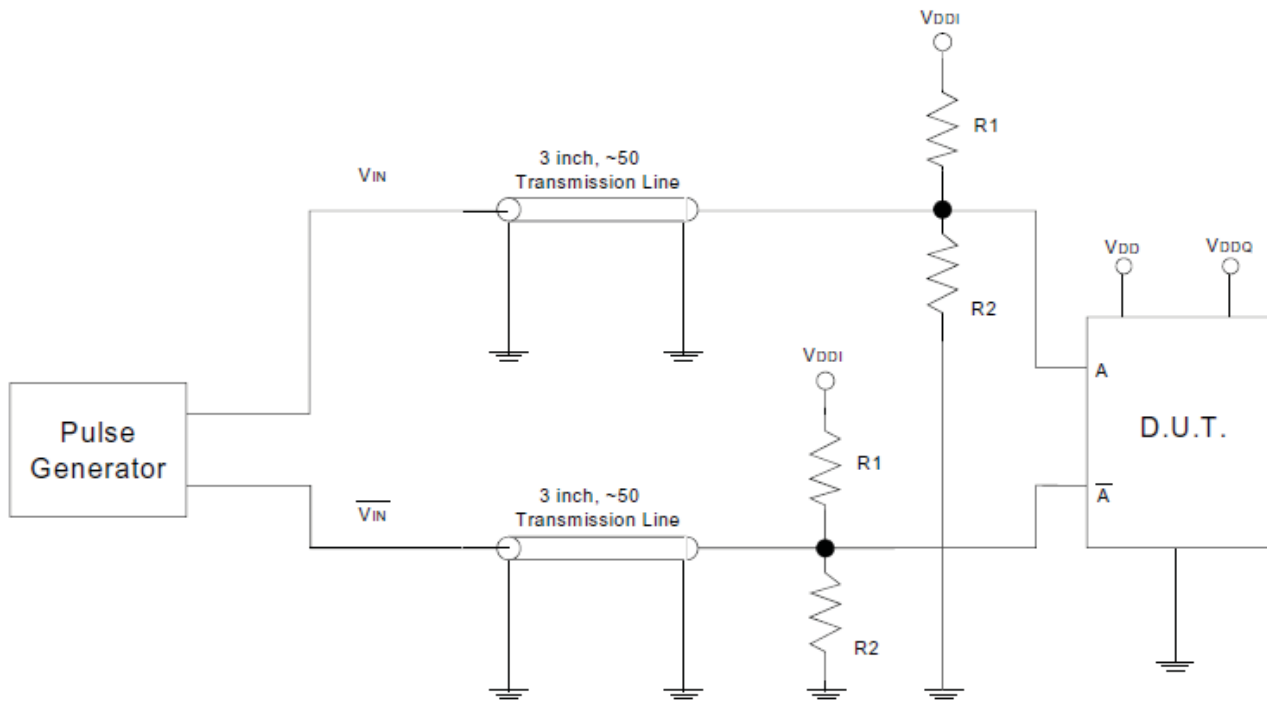 VDDI
R1
3 inch, ~50
Transmission Line
VIN
R2
VDD
VDDQ
VDDI
A
Pulse
Generator
D.U.T.
R1
A̅
3 inch, ~50
Transmission Line
V̅I̅N̅
R2